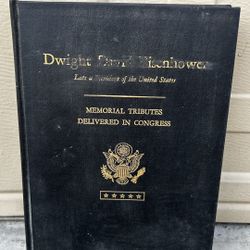 Dwight David Eisenhower
Late a President of the United States
MEMORIAL TRIBUTES
DELIVERED IN CONGRESS